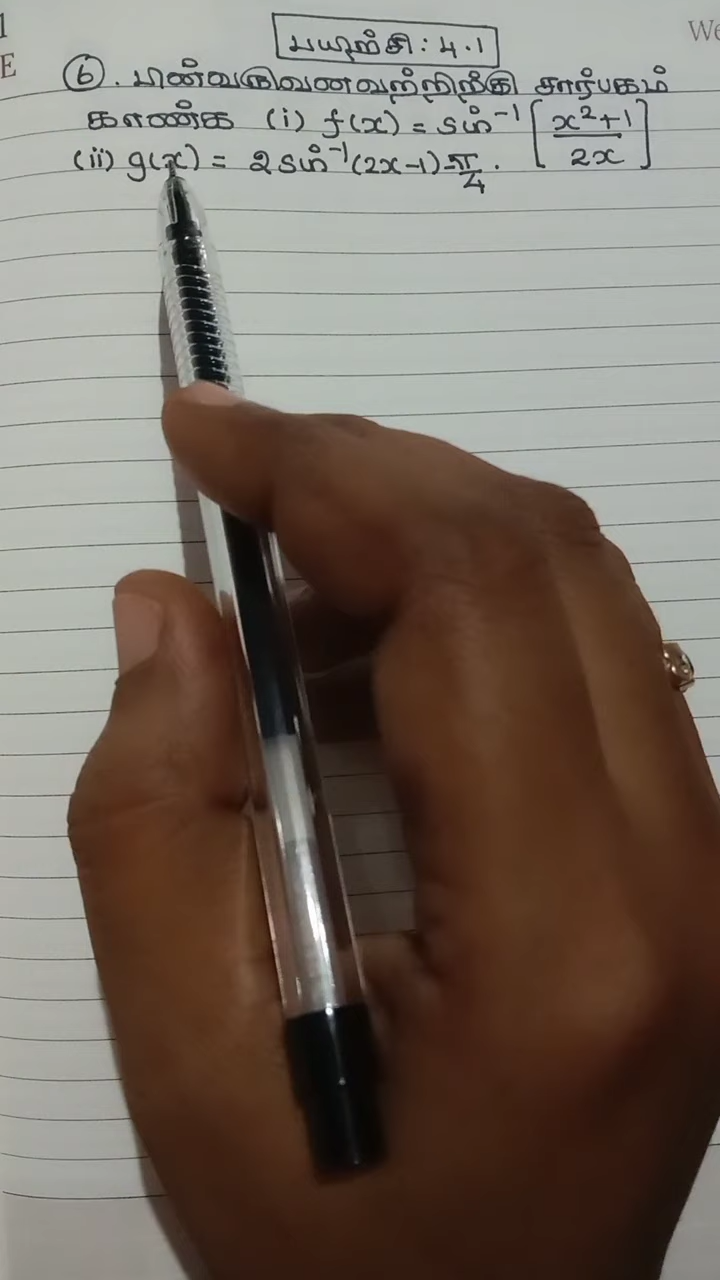 பயிற்சி: 4.1
We
E
6. பின்வருவனவற்றிற்கு சார்பகம்
காண்க (i) f(x) = sin⁻¹ [x²+1 / 2x]
(ii) g(x) = 2 sin⁻¹(2x-1) - π/4.